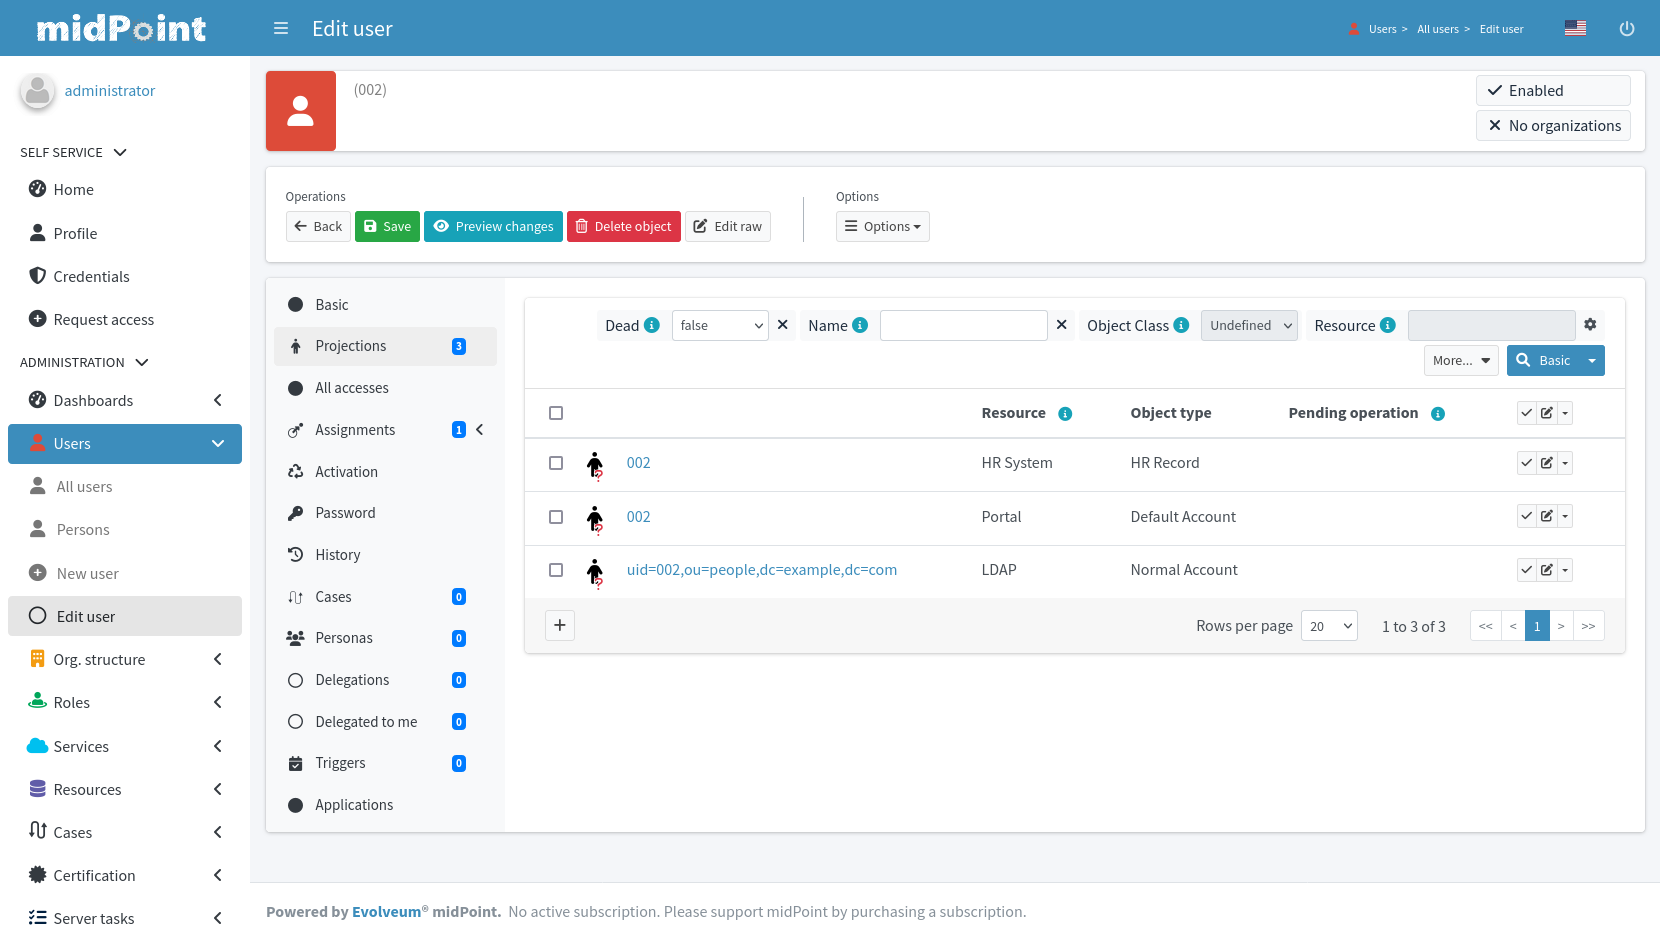 midPoint
Edit user
Users > All users > Edit user
administrator
(002)
Enabled
No organizations
SELF SERVICE
Home
Profile
Credentials
Request access
ADMINISTRATION
Dashboards
Users
All users
Persons
New user
Edit user
Org. structure
Roles
Services
Resources
Cases
Certification
Server tasks
Operations
Back
Save
Preview changes
Delete object
Edit raw
Options
Options
Basic
Projections 3
All accesses
Assignments 1
Activation
Password
History
Cases 0
Personas 0
Delegations 0
Delegated to me 0
Triggers 0
Applications
Dead false Name Object Class Undefined Resource
More... Basic
Resource Object type Pending operation
002 HR System HR Record
002 Portal Default Account
uid=002,ou=people,dc=example,dc=com LDAP Normal Account
Rows per page 20 1 to 3 of 3 << < 1 > >>
Powered by Evolveum® midPoint. No active subscription. Please support midPoint by purchasing a subscription.